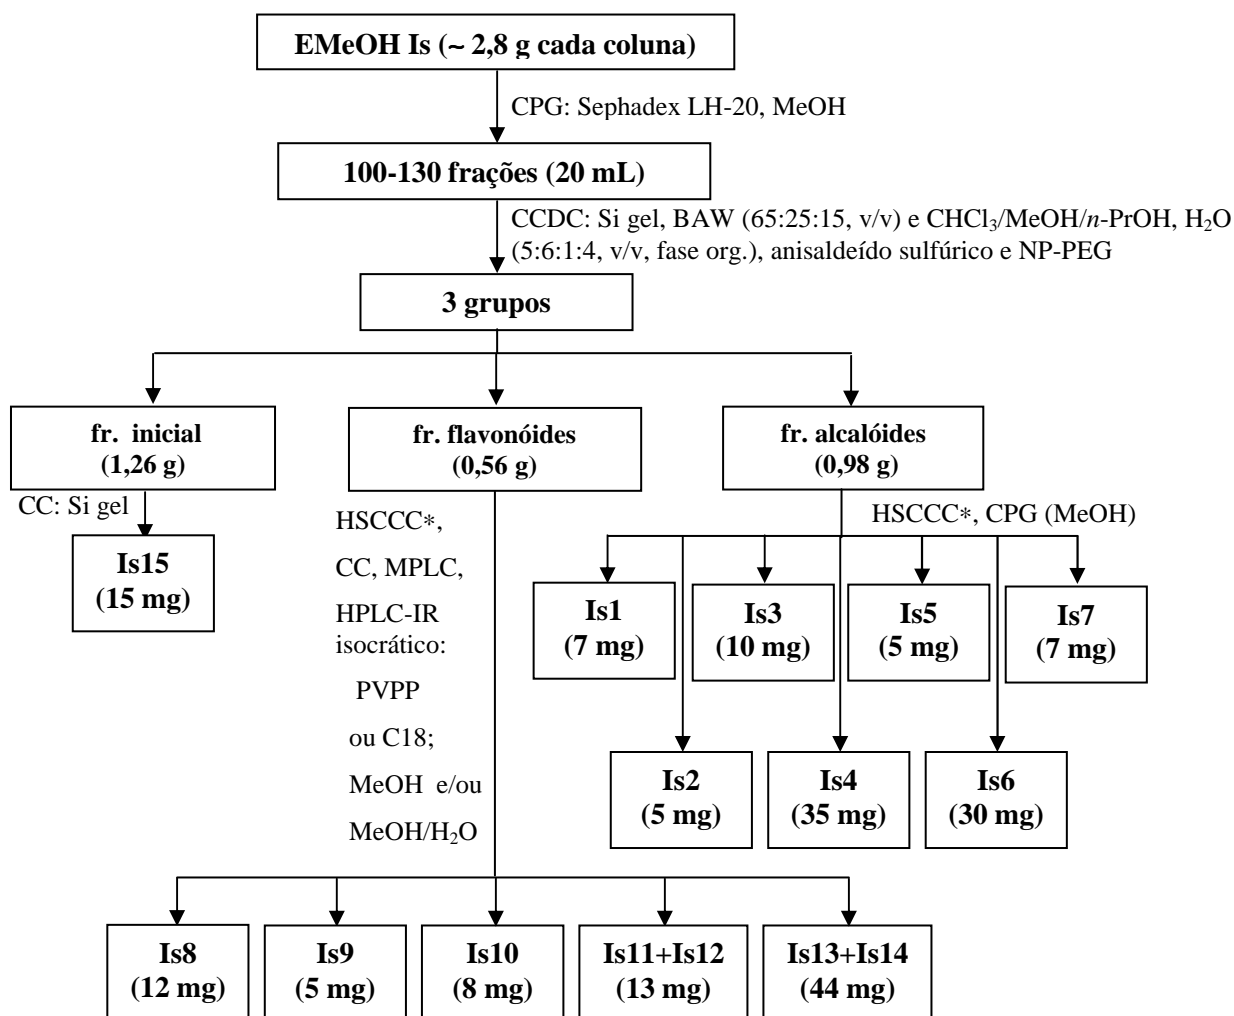 EMeOH Is (~ 2,8 g cada coluna)
CPG: Sephadex LH-20, MeOH
100-130 frações (20 mL)
CCDC: Si gel, BAW (65:25:15, v/v) e CHCl₃/MeOH/n-PrOH, H₂O
(5:6:1:4, v/v, fase org.), anisaldeído sulfúrico e NP-PEG
3 grupos
fr. inicial
(1,26 g)
fr. flavonóides
(0,56 g)
fr. alcalóides
(0,98 g)
CC: Si gel
Is15
(15 mg)
HSCCC*,
CC, MPLC,
HPLC-IR
isocrático:
PVPP
ou C18;
MeOH e/ou
MeOH/H₂O
HSCCC*, CPG (MeOH)
Is1
(7 mg)
Is3
(10 mg)
Is5
(5 mg)
Is7
(7 mg)
Is2
(5 mg)
Is4
(35 mg)
Is6
(30 mg)
Is8
(12 mg)
Is9
(5 mg)
Is10
(8 mg)
Is11+Is12
(13 mg)
Is13+Is14
(44 mg)